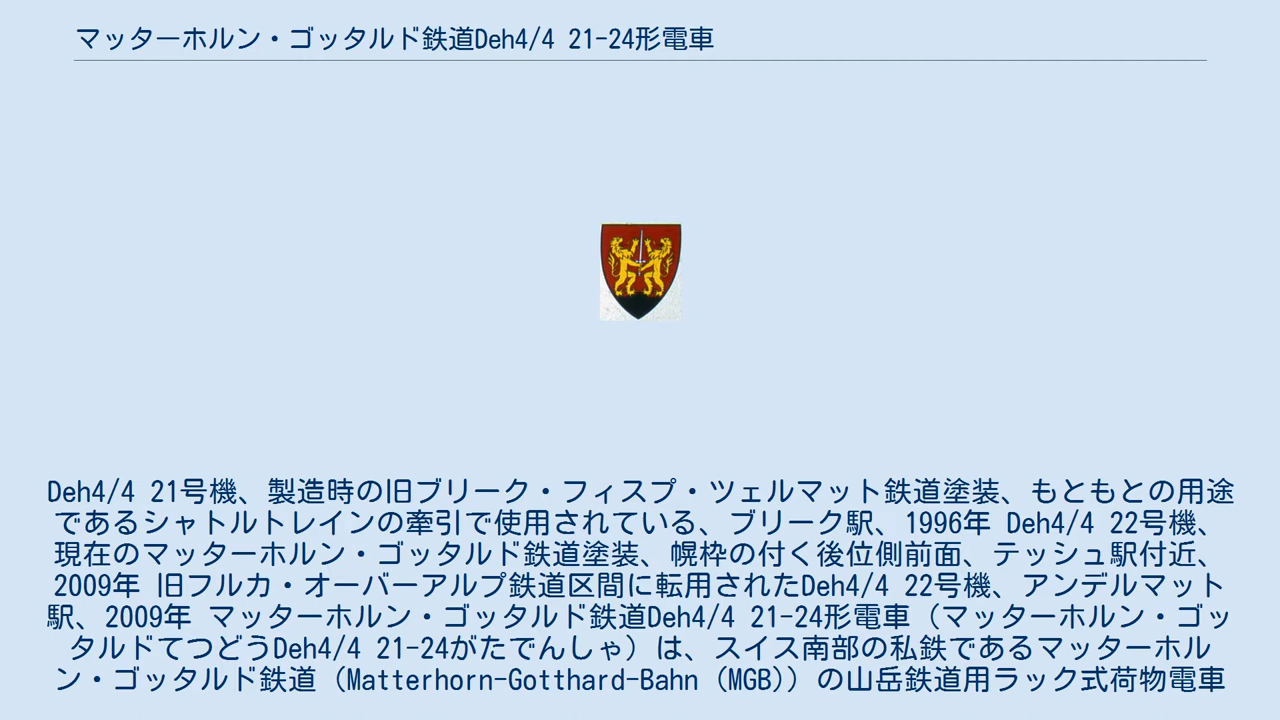 マッターホルン・ゴッタルド鉄道Deh4/4 21-24形電車
Deh4/4 21号機、製造時の旧ブリーク・フィスプ・ツェルマット鉄道塗装、もともとの用途
であるシャトルトレインの牽引で使用されている、ブリーク駅、1996年 Deh4/4 22号機、
現在のマッターホルン・ゴッタルド鉄道塗装、幌枠の付く後位側前面、テッシュ駅付近、
2009年 旧フルカ・オーバーアルプ鉄道区間に転用されたDeh4/4 22号機、アンデルマット
駅、2009年 マッターホルン・ゴッタルド鉄道Deh4/4 21-24形電車（マッターホルン・ゴッ
タルドてつどうDeh4/4 21-24がたでんしゃ）は、スイス南部の私鉄であるマッターホル
ン・ゴッタルド鉄道（Matterhorn-Gotthard-Bahn（MGB））の山岳鉄道用ラック式荷物電車